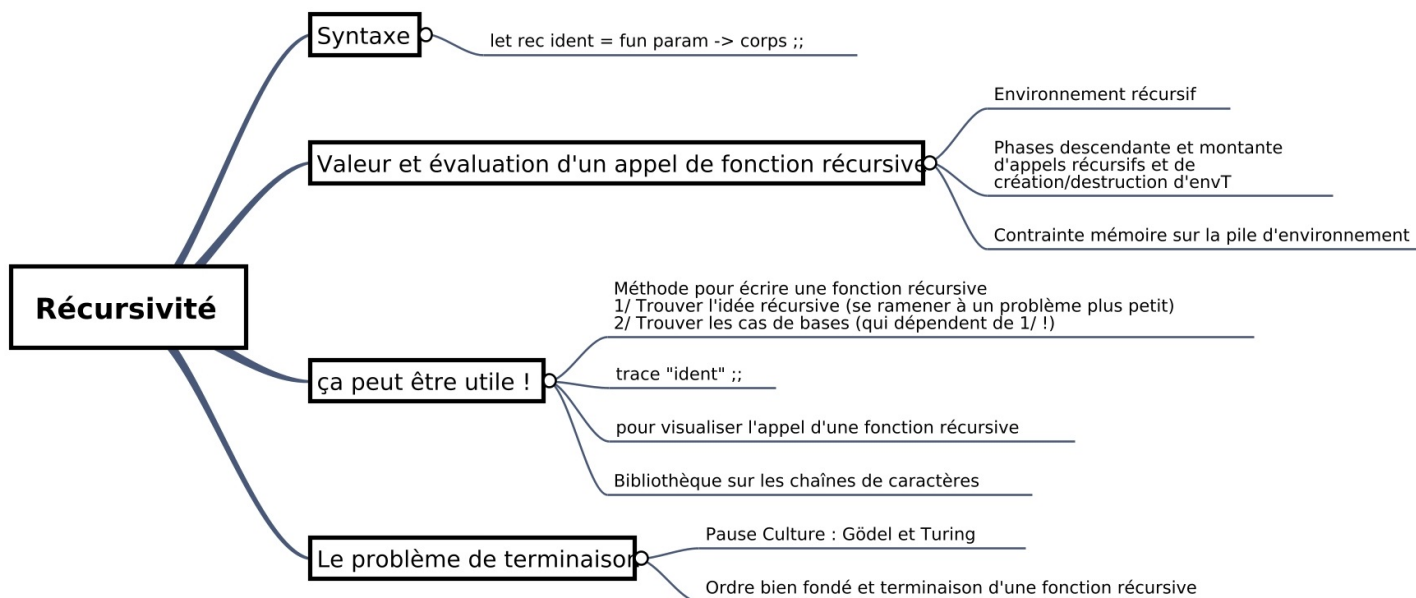 Récursivité
Syntaxe
let rec ident = fun param -> corps ;;
Valeur et évaluation d'un appel de fonction récursive
Environnement récursif
Phases descendante et montante
d'appels récursifs et de
création/destruction d'envT
Contrainte mémoire sur la pile d'environnement
ça peut être utile !
Méthode pour écrire une fonction récursive
1/ Trouver l'idée récursive (se ramener à un problème plus petit)
2/ Trouver les cas de bases (qui dépendent de 1/ !)
trace "ident" ;;
pour visualiser l'appel d'une fonction récursive
Bibliothèque sur les chaînes de caractères
Le problème de terminaison
Pause Culture : Gödel et Turing
Ordre bien fondé et terminaison d'une fonction récursive